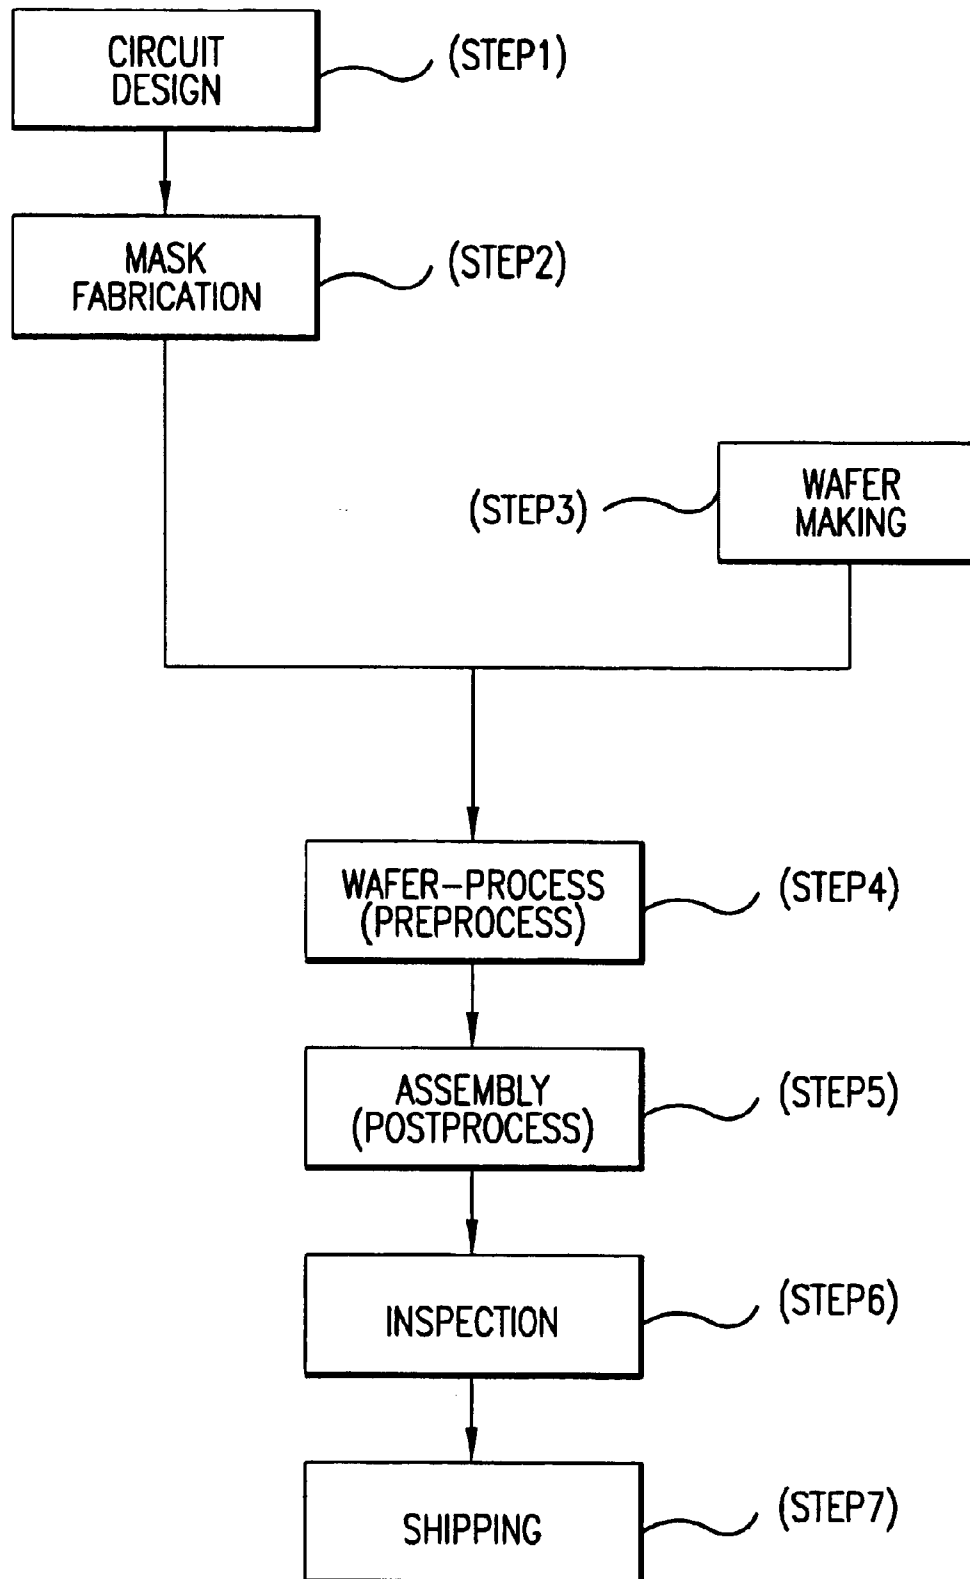 CIRCUIT
DESIGN
(STEP1)
MASK
FABRICATION
(STEP2)
(STEP3)
WAFER
MAKING
WAFER-PROCESS
(PREPROCESS)
(STEP4)
ASSEMBLY
(POSTPROCESS)
(STEP5)
INSPECTION
(STEP6)
SHIPPING
(STEP7)